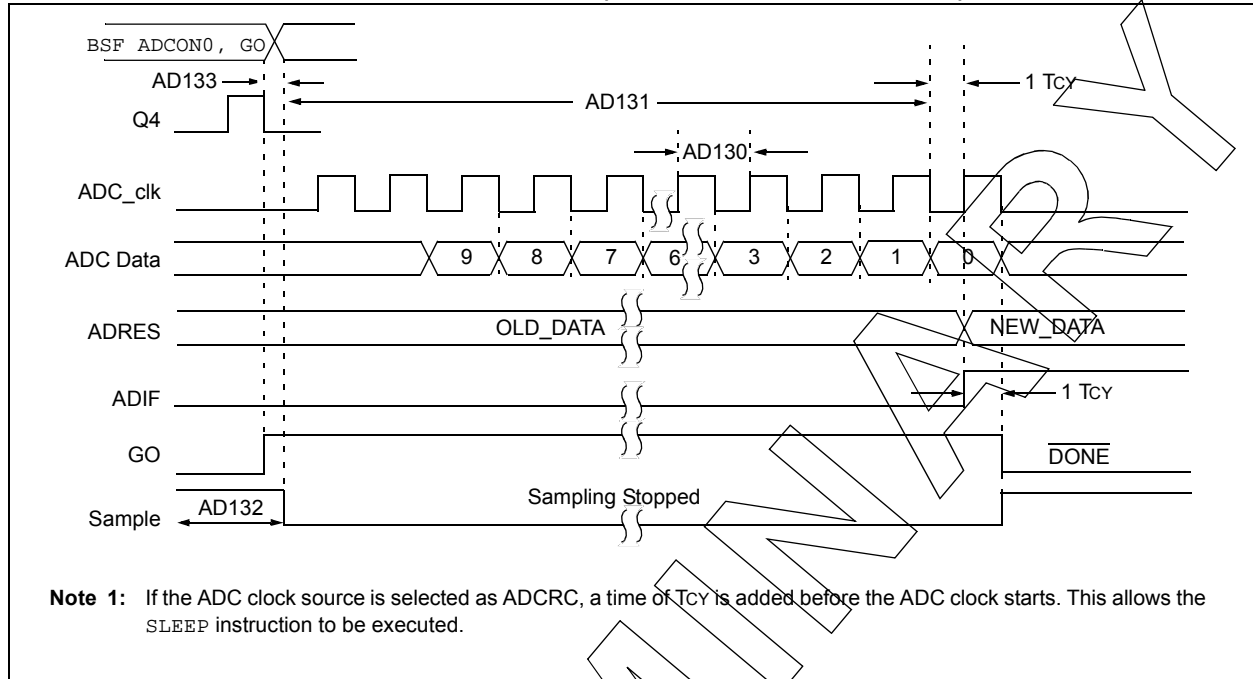 BSF ADCON0, GO
AD133
1 TCY
AD131
Q4
AD130
ADC_clk
ADC Data 9 8 7 6 3 2 1 0
ADRES OLD_DATA NEW_DATA
ADIF 1 TCY
GO DONE
Sample AD132 Sampling Stopped
Note 1: If the ADC clock source is selected as ADCRC, a time of TCY is added before the ADC clock starts. This allows the
SLEEP instruction to be executed.